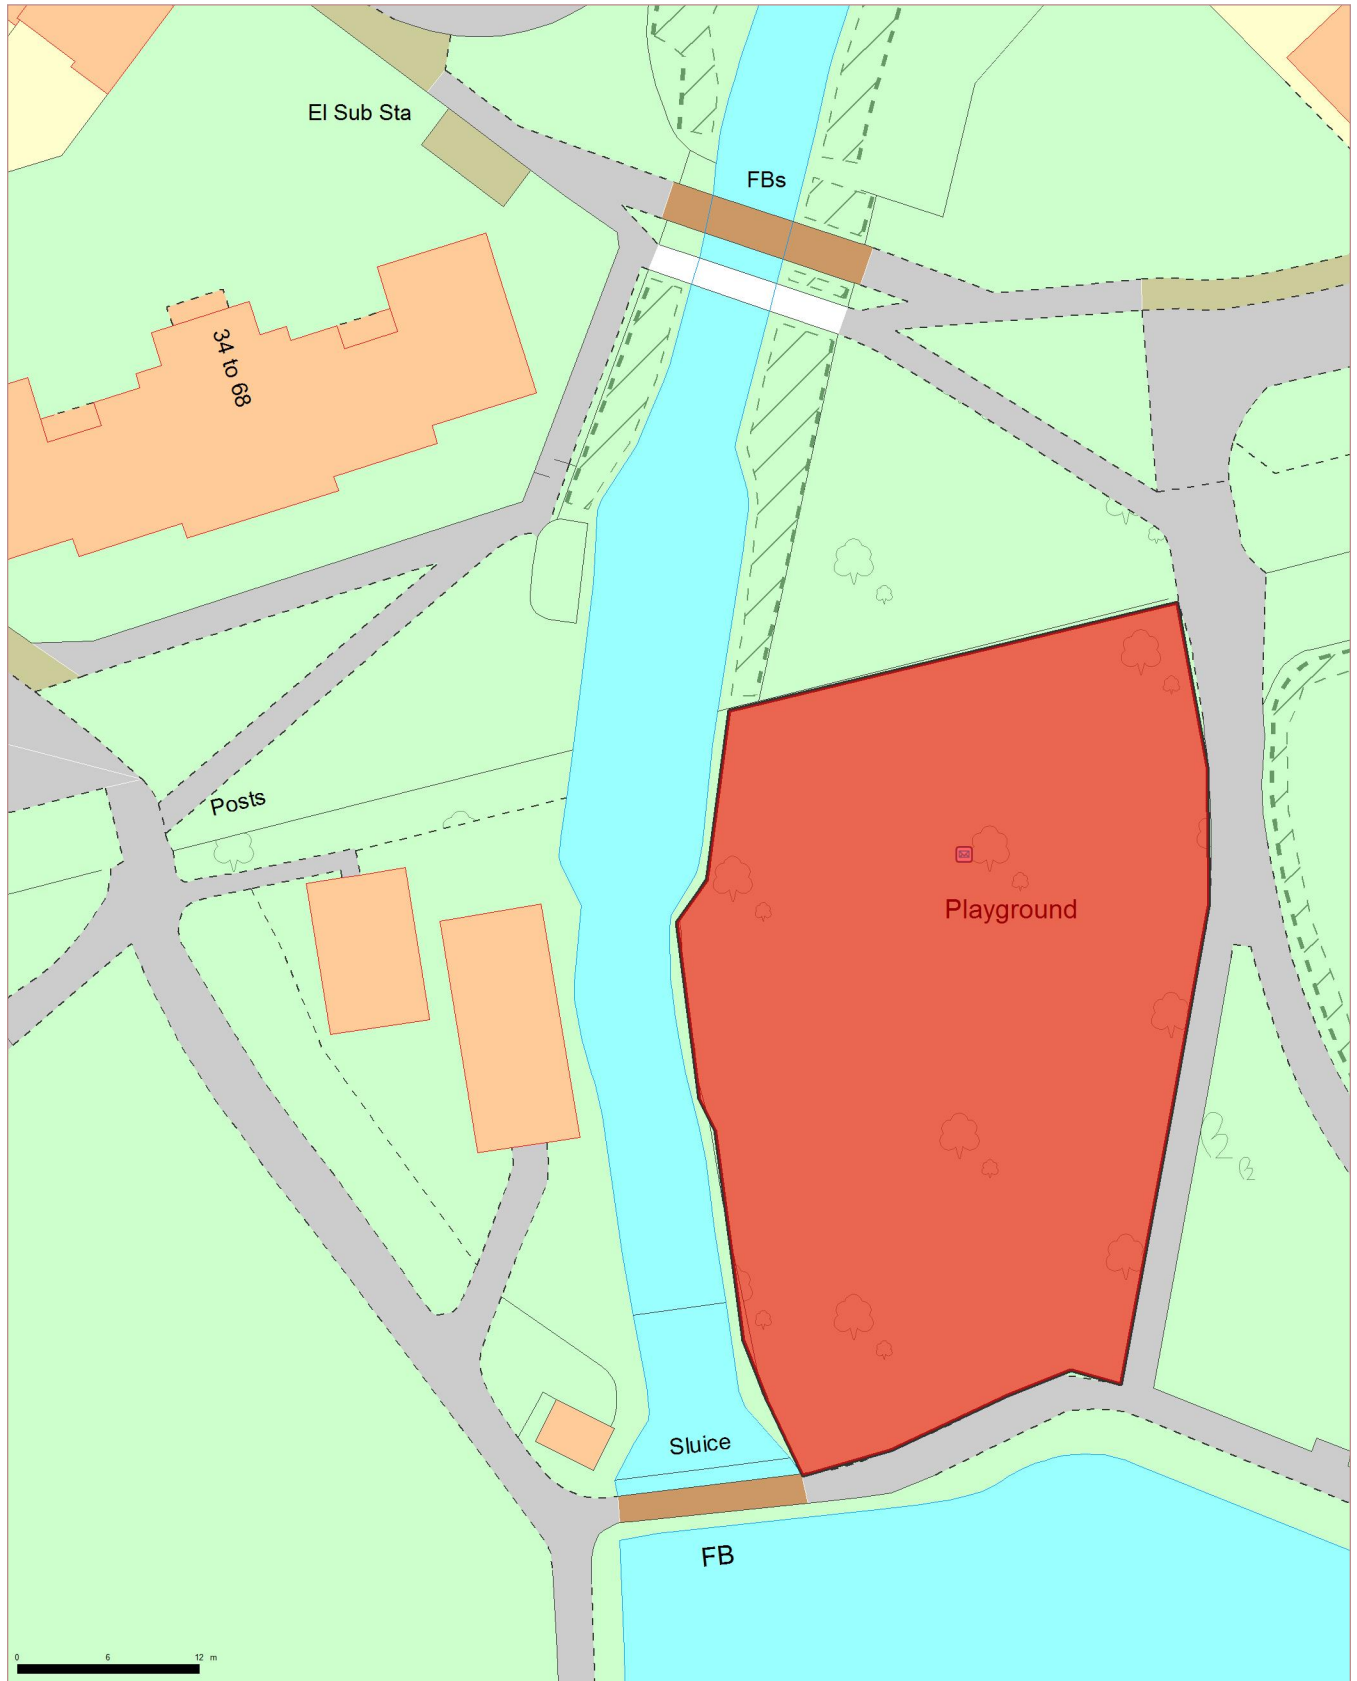 El Sub Sta
FBs
34 to 68
Posts
Playground
Sluice
FB
0 6 12 m